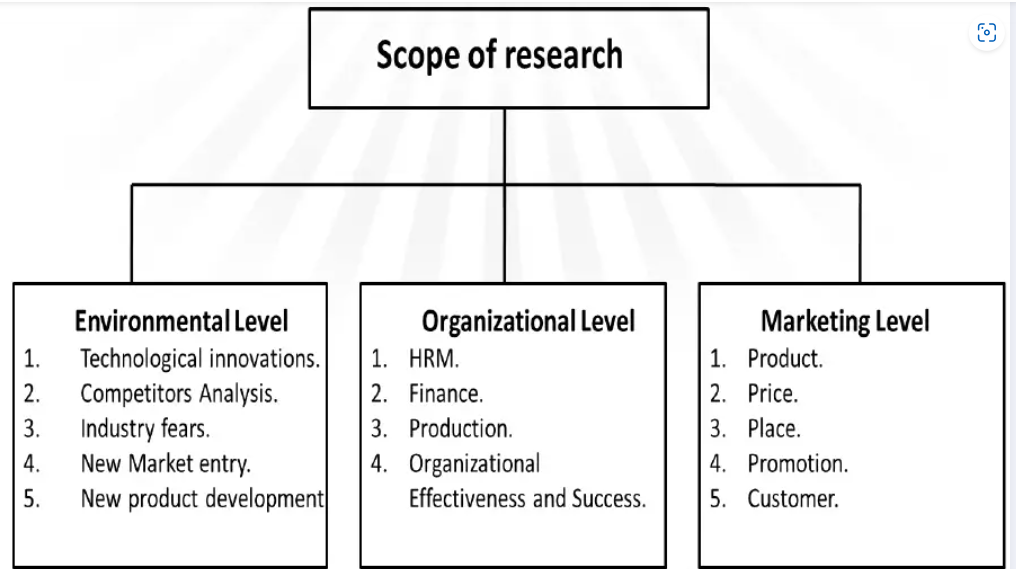 Scope of research
Environmental Level
1. Technological innovations.
2. Competitors Analysis.
3. Industry fears.
4. New Market entry.
5. New product development
Organizational Level
1. HRM.
2. Finance.
3. Production.
4. Organizational
Effectiveness and Success.
Marketing Level
1. Product.
2. Price.
3. Place.
4. Promotion.
5. Customer.